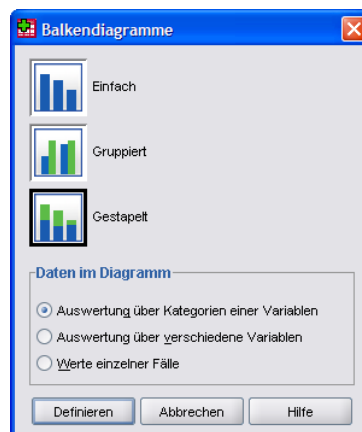 Balkendiagramme
Einfach
Gruppiert
Gestapelt
Daten im Diagramm
Auswertung über Kategorien einer Variablen
Auswertung über verschiedene Variablen
Werte einzelner Fälle
Definieren Abbrechen Hilfe